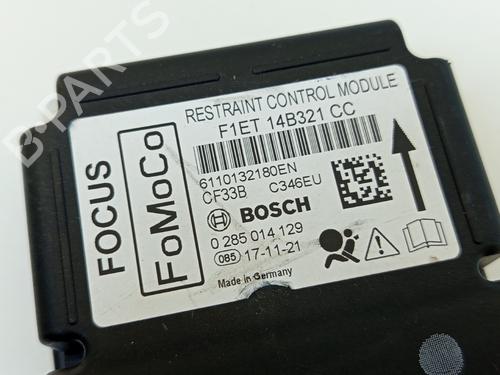 B-PARTS
RESTRAINT CONTROL MODULE
F1ET 14B321 CC
6110132180EN
CF33B C346EU
BOSCH
0 285 014 129
085 17-11-21
Made in Germany
FOCUS
FoMoCo